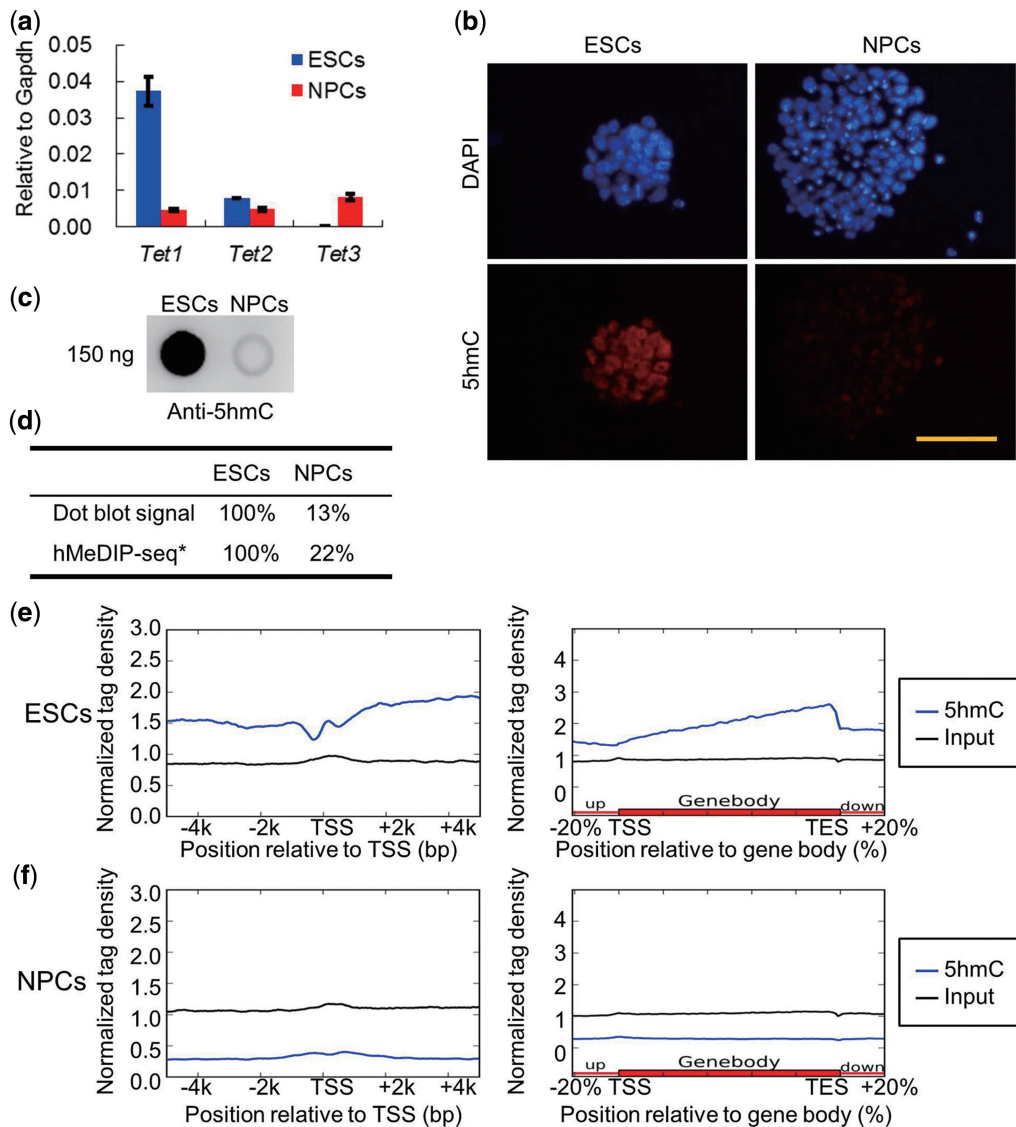 (a)
Relative to Gapdh
0.05
0.04
0.03
0.02
0.01
0.00
ESCs
NPCs
Tet1 Tet2 Tet3
(b)
ESCs NPCs
DAPI
5hmC
(c)
ESCs NPCs
150 ng
Anti-5hmC
(d)
ESCs NPCs
Dot blot signal 100% 13%
hMeDIP-seq* 100% 22%
(e)
ESCs
Normalized tag density
3.0
2.5
2.0
1.5
1.0
0.5
0.0
-4k -2k TSS +2k +4k
Position relative to TSS (bp)
Normalized tag density
4
3
2
1
0
up Genebody down
-20% TSS TES +20%
Position relative to gene body (%)
5hmC
Input
(f)
NPCs
Normalized tag density
3.0
2.5
2.0
1.5
1.0
0.5
0.0
-4k -2k TSS +2k +4k
Position relative to TSS (bp)
Normalized tag density
4
3
2
1
0
up Genebody down
-20% TSS TES +20%
Position relative to gene body (%)
5hmC
Input